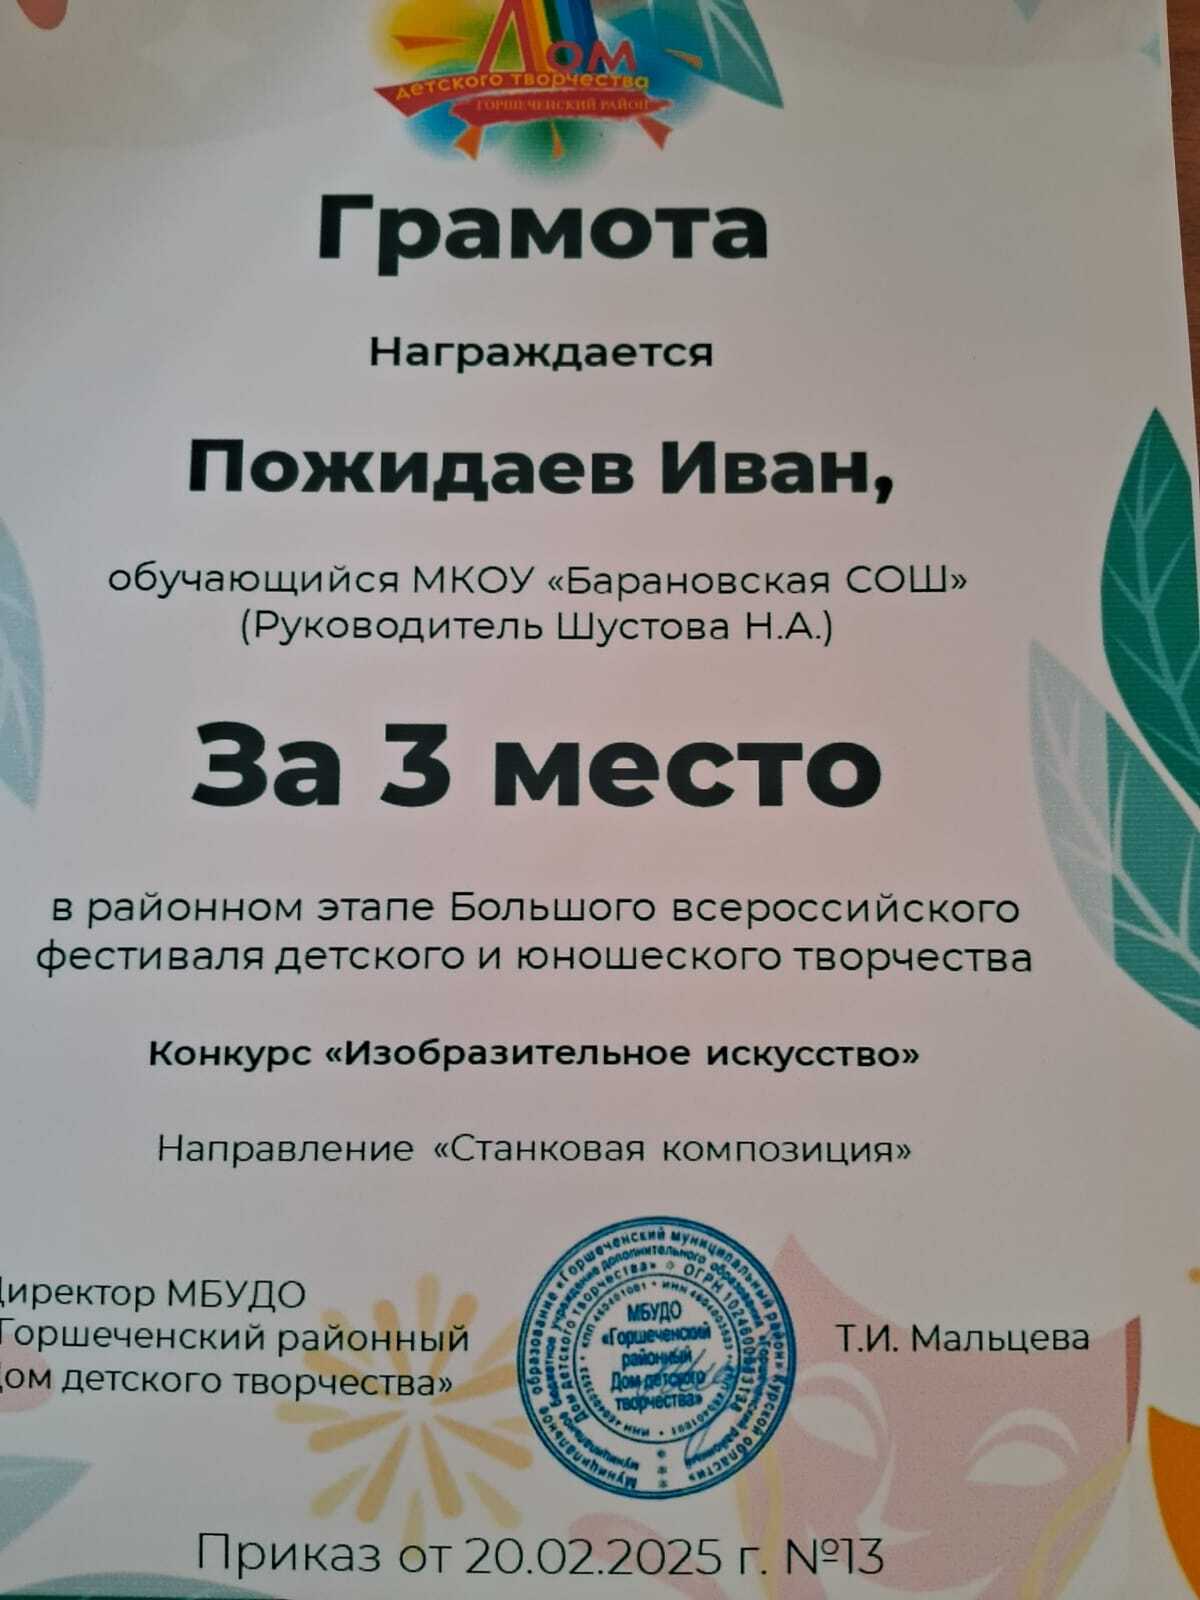 Дом
детского творчества
ГОРШЕЧЕНСКИЙ РАЙОН
Грамота
Награждается
Пожидаев Иван,
обучающийся МКОУ «Барановская СОШ»
(Руководитель Шустова Н.А.)
За 3 место
в районном этапе Большого всероссийского
фестиваля детского и юношеского творчества
Конкурс «Изобразительное искусство»
Направление «Станковая композиция»
Директор МБУДО
Горшеченский районный
Дом детского творчества»
МБУДО
«Горшеченский
районный
Дом детского
творчества»
Т.И. Мальцева
Приказ от 20.02.2025 г. №13